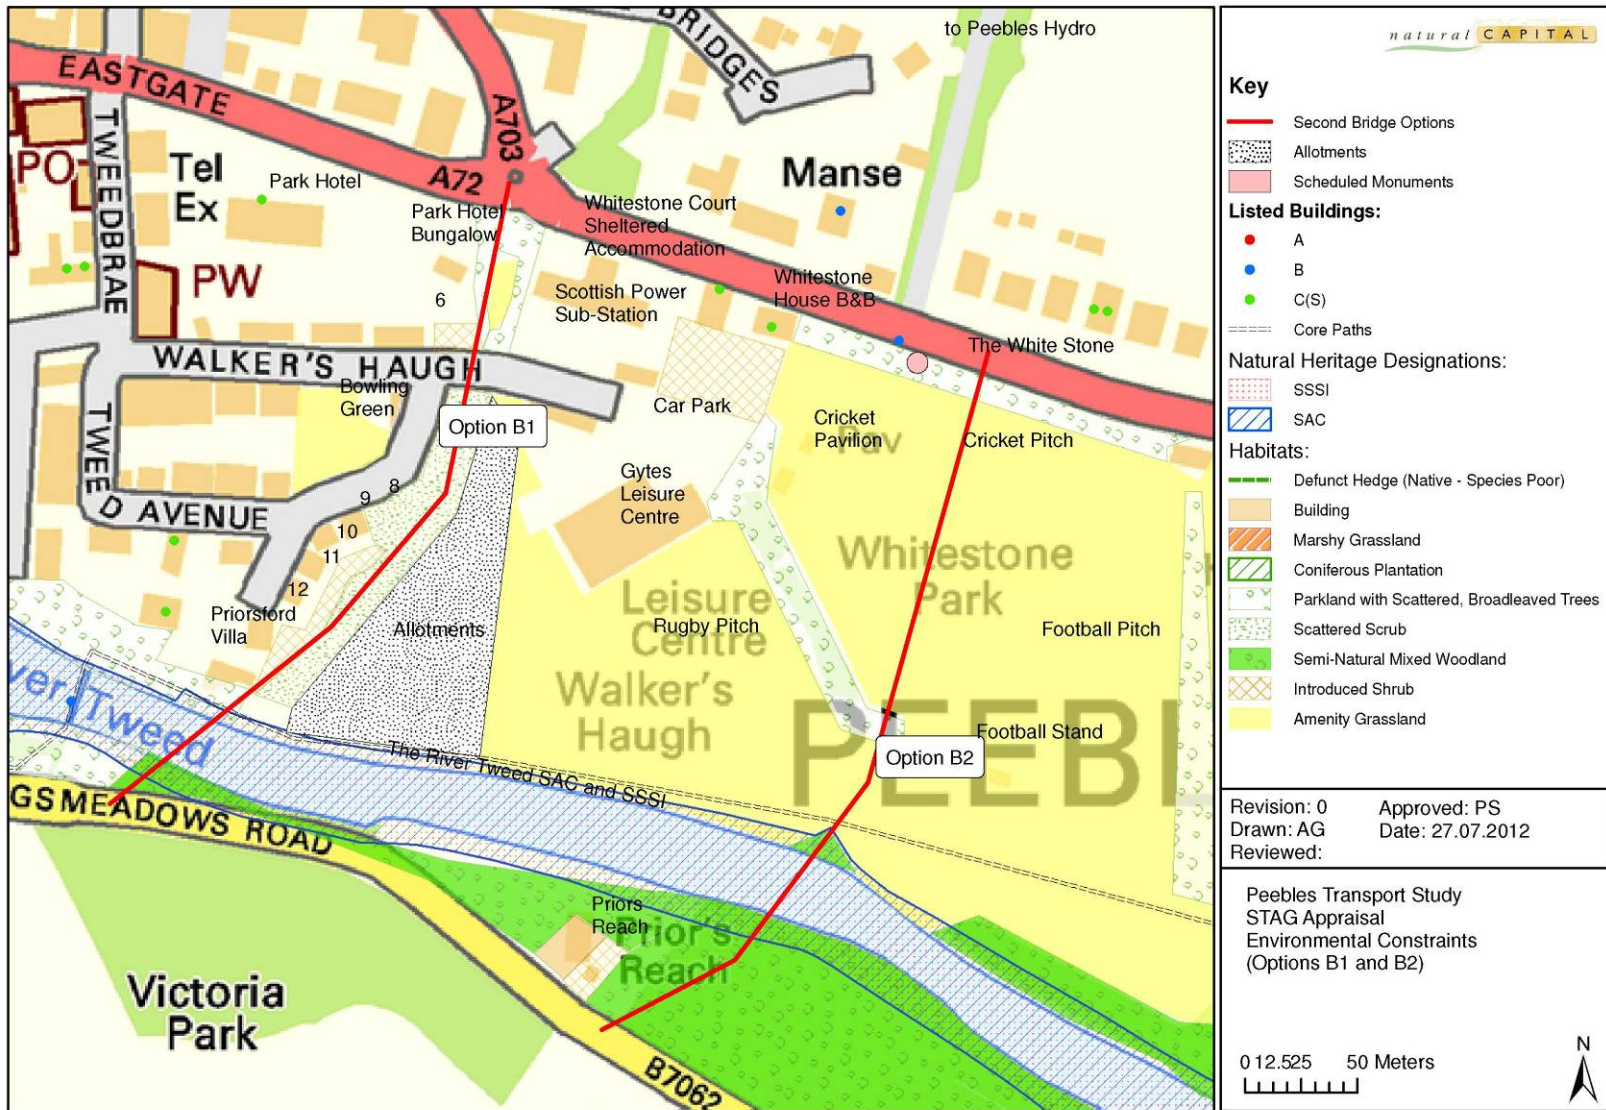 BRIDGES
to Peebles Hydro
EASTGATE
A703
TWEEDBRAE
PO
Tel
Ex
Park Hotel
A72
Manse
Park Hotel
Bungalow
Whitestone Court
Sheltered
Accommodation
PW
6
Scottish Power
Sub-Station
Whitestone
House B&B
The White Stone
WALKER'S HAUGH
Bowling
Green
Option B1
Car Park
Cricket
Pavilion
Pav
Cricket Pitch
TWEED AVENUE
8
9
10
11
12
Gytes
Leisure
Centre
Whitestone
Park
Priorsford
Villa
Allotments
Leisure
Centre
Rugby Pitch
Football Pitch
Walker's
Haugh
PEEBL
Football Stand
Option B2
ver Tweed
The River Tweed SAC and SSSI
GSMEADOWS ROAD
Priors
Reach
Prior's
Reach
Victoria
Park
B7062
natural CAPITAL
Key
Second Bridge Options
Allotments
Scheduled Monuments
Listed Buildings:
A
B
C(S)
Core Paths
Natural Heritage Designations:
SSSI
SAC
Habitats:
Defunct Hedge (Native - Species Poor)
Building
Marshy Grassland
Coniferous Plantation
Parkland with Scattered, Broadleaved Trees
Scattered Scrub
Semi-Natural Mixed Woodland
Introduced Shrub
Amenity Grassland
Revision: 0 Approved: PS
Drawn: AG Date: 27.07.2012
Reviewed:
Peebles Transport Study
STAG Appraisal
Environmental Constraints
(Options B1 and B2)
0 12.525 50 Meters
N